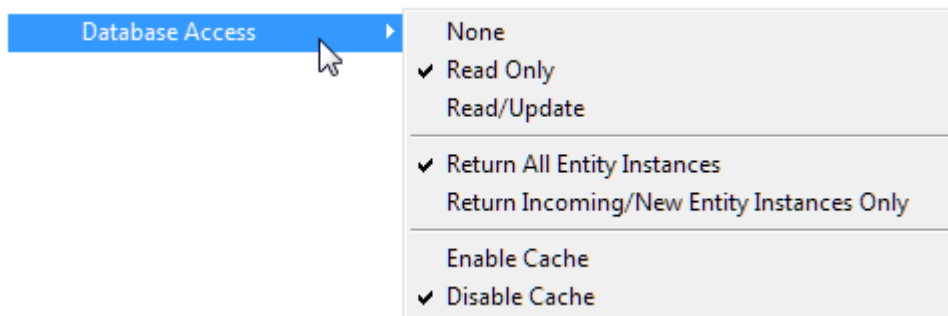 Database Access
None
Read Only
Read/Update
Return All Entity Instances
Return Incoming/New Entity Instances Only
Enable Cache
Disable Cache